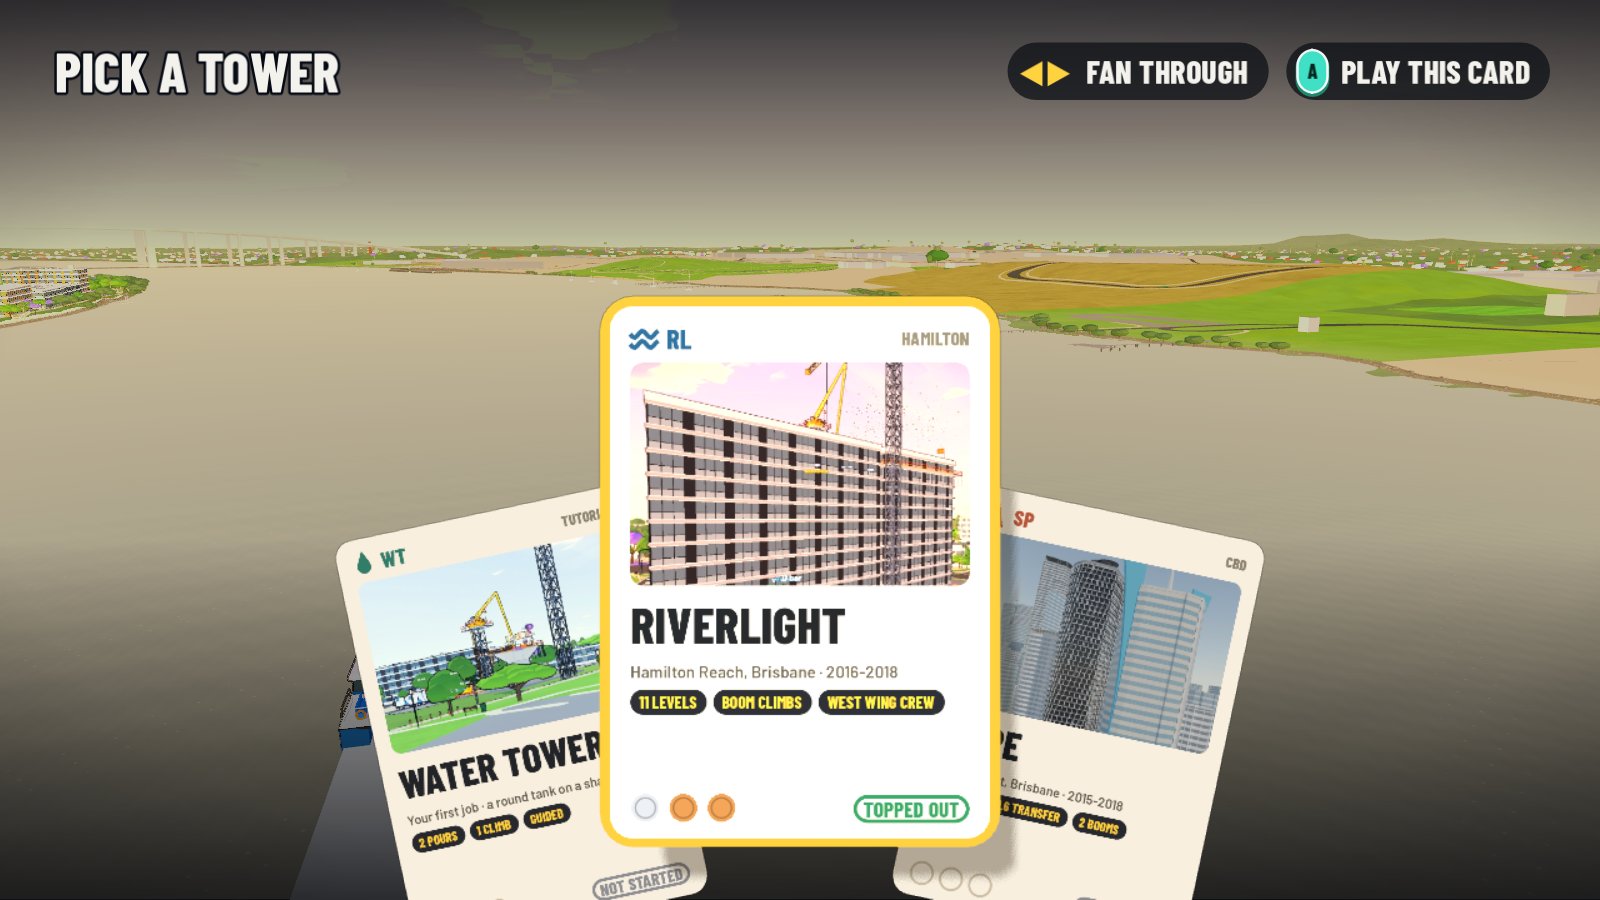 PICK A TOWER
FAN THROUGH
A PLAY THIS CARD
WT
WATER TOWER
Your first job · a round tank on a
2 POURS 1 CLIMB GUIDED
NOT STARTED
RL HAMILTON
RIVERLIGHT
Hamilton Reach, Brisbane · 2016-2018
11 LEVELS BOOM CLIMBS WEST WING CREW
TOPPED OUT
SP
CBD
Brisbane · 2015-2018
TRANSFER 2 BOOMS